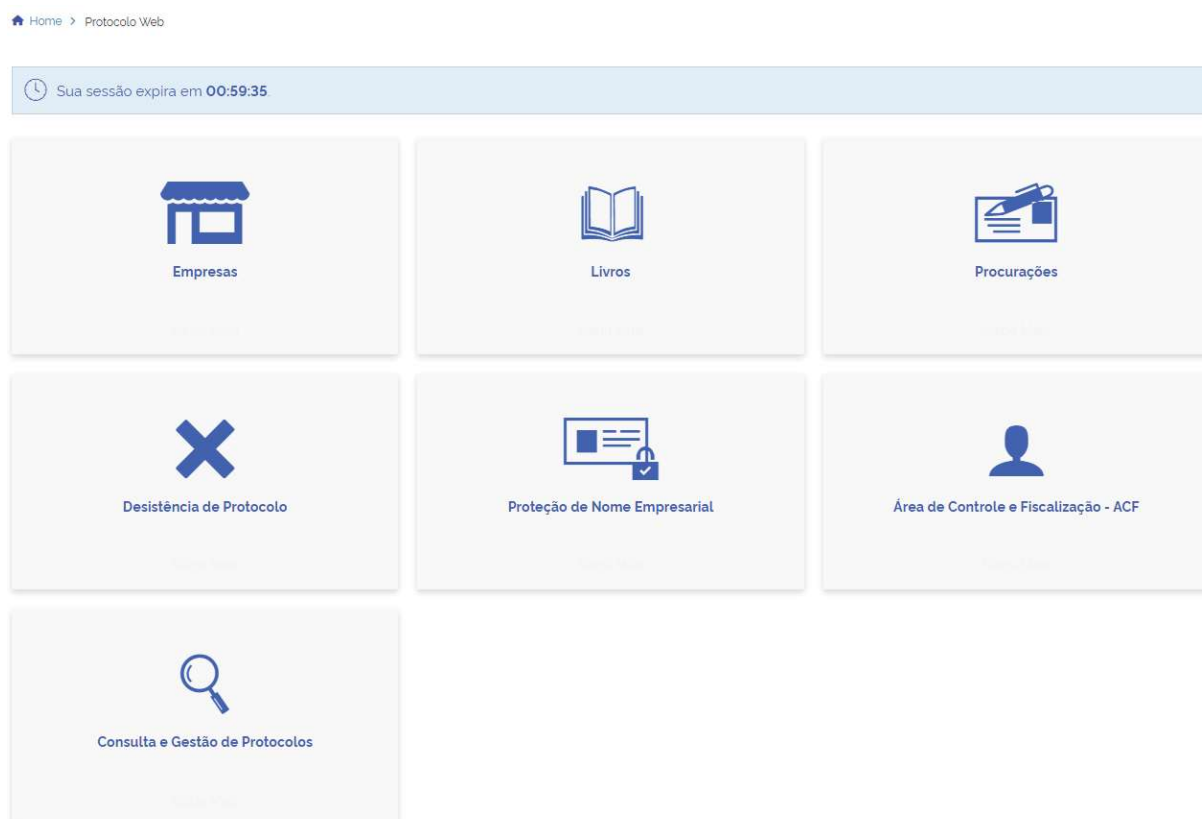 Home > Protocolo Web
Sua sessão expira em 00:59:35.
Empresas
Livros
Procurações
Desistência de Protocolo
Proteção de Nome Empresarial
Área de Controle e Fiscalização - ACF
Consulta e Gestão de Protocolos